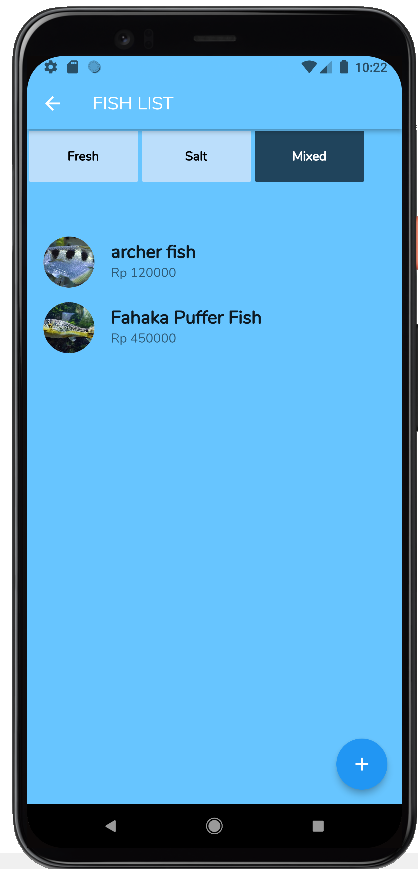 10:22
FISH LIST
Fresh Salt Mixed
archer fish
Rp 120000
Fahaka Puffer Fish
Rp 450000
+